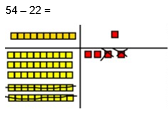 54 – 22 =